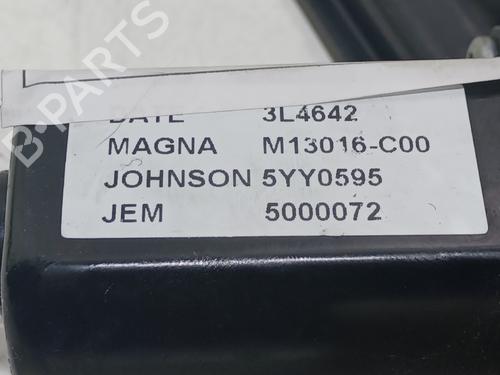 DATE 3L4642
MAGNA M13016-C00
JOHNSON 5YY0595
JEM 5000072
B-PARTS